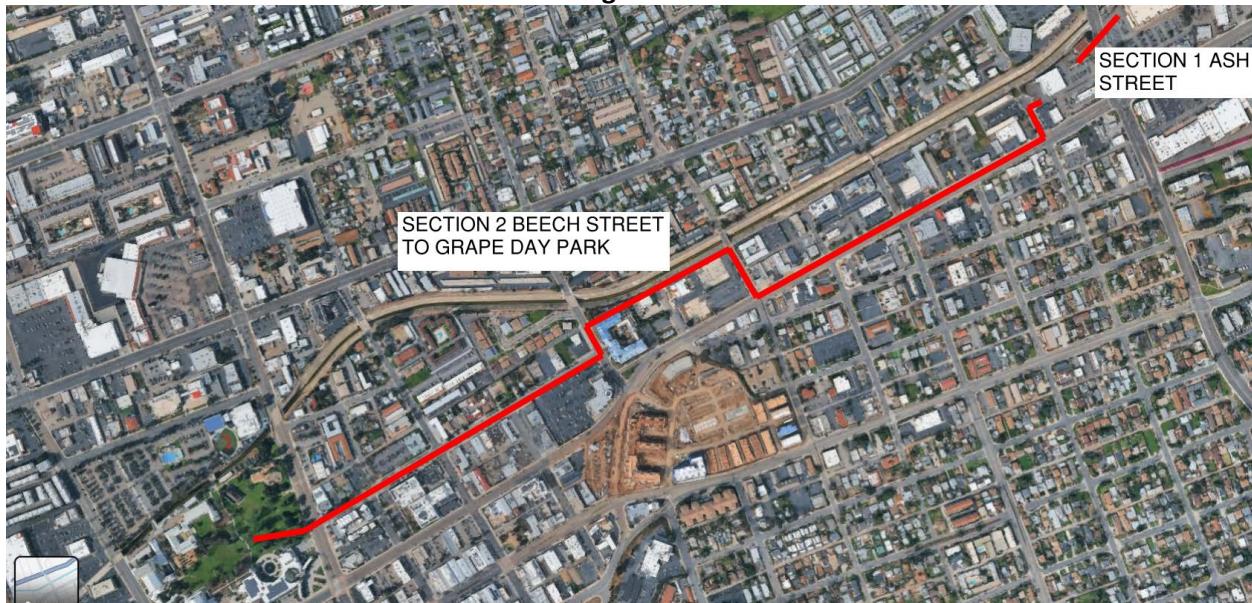 SECTION 1 ASH
STREET
SECTION 2 BEECH STREET
TO GRAPE DAY PARK